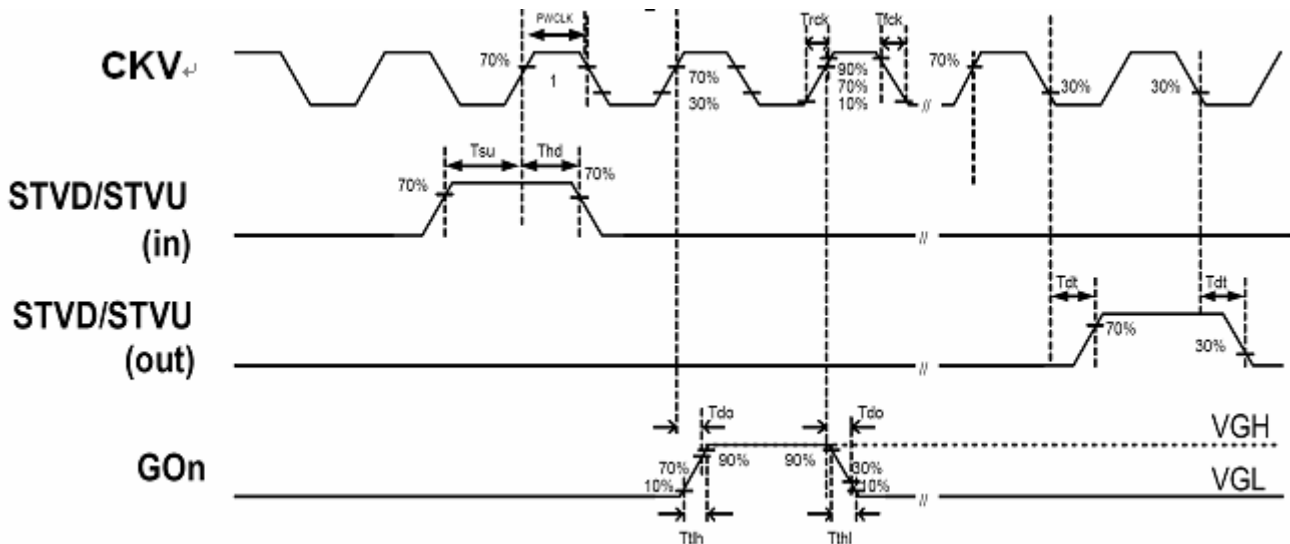 PWCLK
Trck
Tfck
CKV↵
70%
1
70%
30%
90%
70%
10%
70%
30%
30%
Tsu
Thd
STVD/STVU
(in)
70%
70%
//
//
STVD/STVU
(out)
Tdt
Tdt
70%
30%
//
Tdo
Tdo
VGH
GOn
70%
90%
90%
30%
10%
10%
VGL
//
Ttlh
Tthl